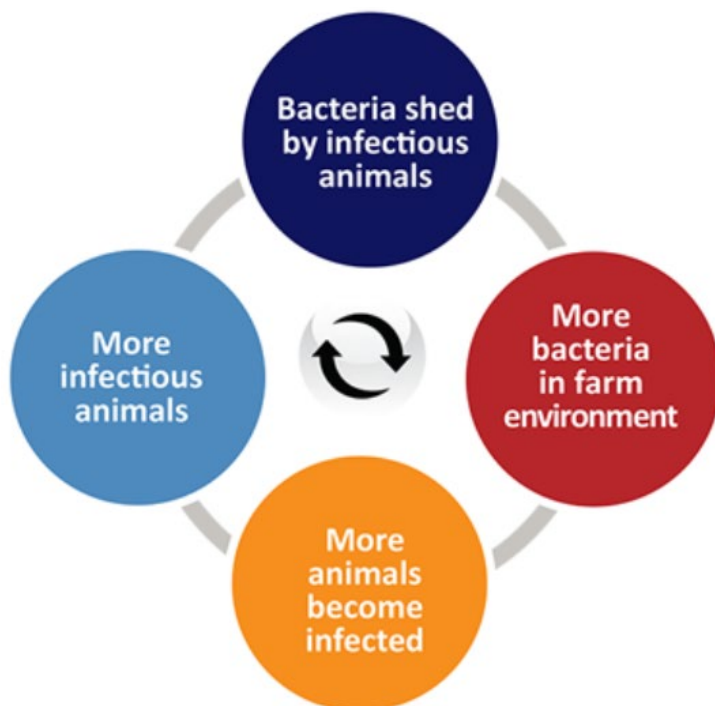 Bacteria shed
by infectious
animals
More
bacteria
in farm
environment
More
animals
become
infected
More
infectious
animals